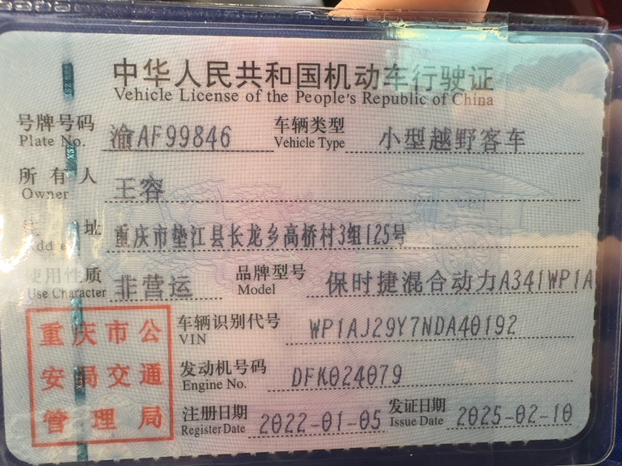 中华人民共和国机动车行驶证
Vehicle License of the People's Republic of China
号牌号码 渝AF99846 车辆类型 小型越野客车
Plate No. Vehicle Type
所有人 王容
Owner
住 址 重庆市垫江县长龙乡高桥村3组125号
Address
使用性质 非营运 品牌型号 保时捷混合动力A341WP1A
Use Character Model
重庆市公
安局交通
管理局
车辆识别代号 WP1AJ29Y7NDA40192
VIN
发动机号码 DFK024079
Engine No.
注册日期 2022-01-05 发证日期 2025-02-10
Register Date Issue Date